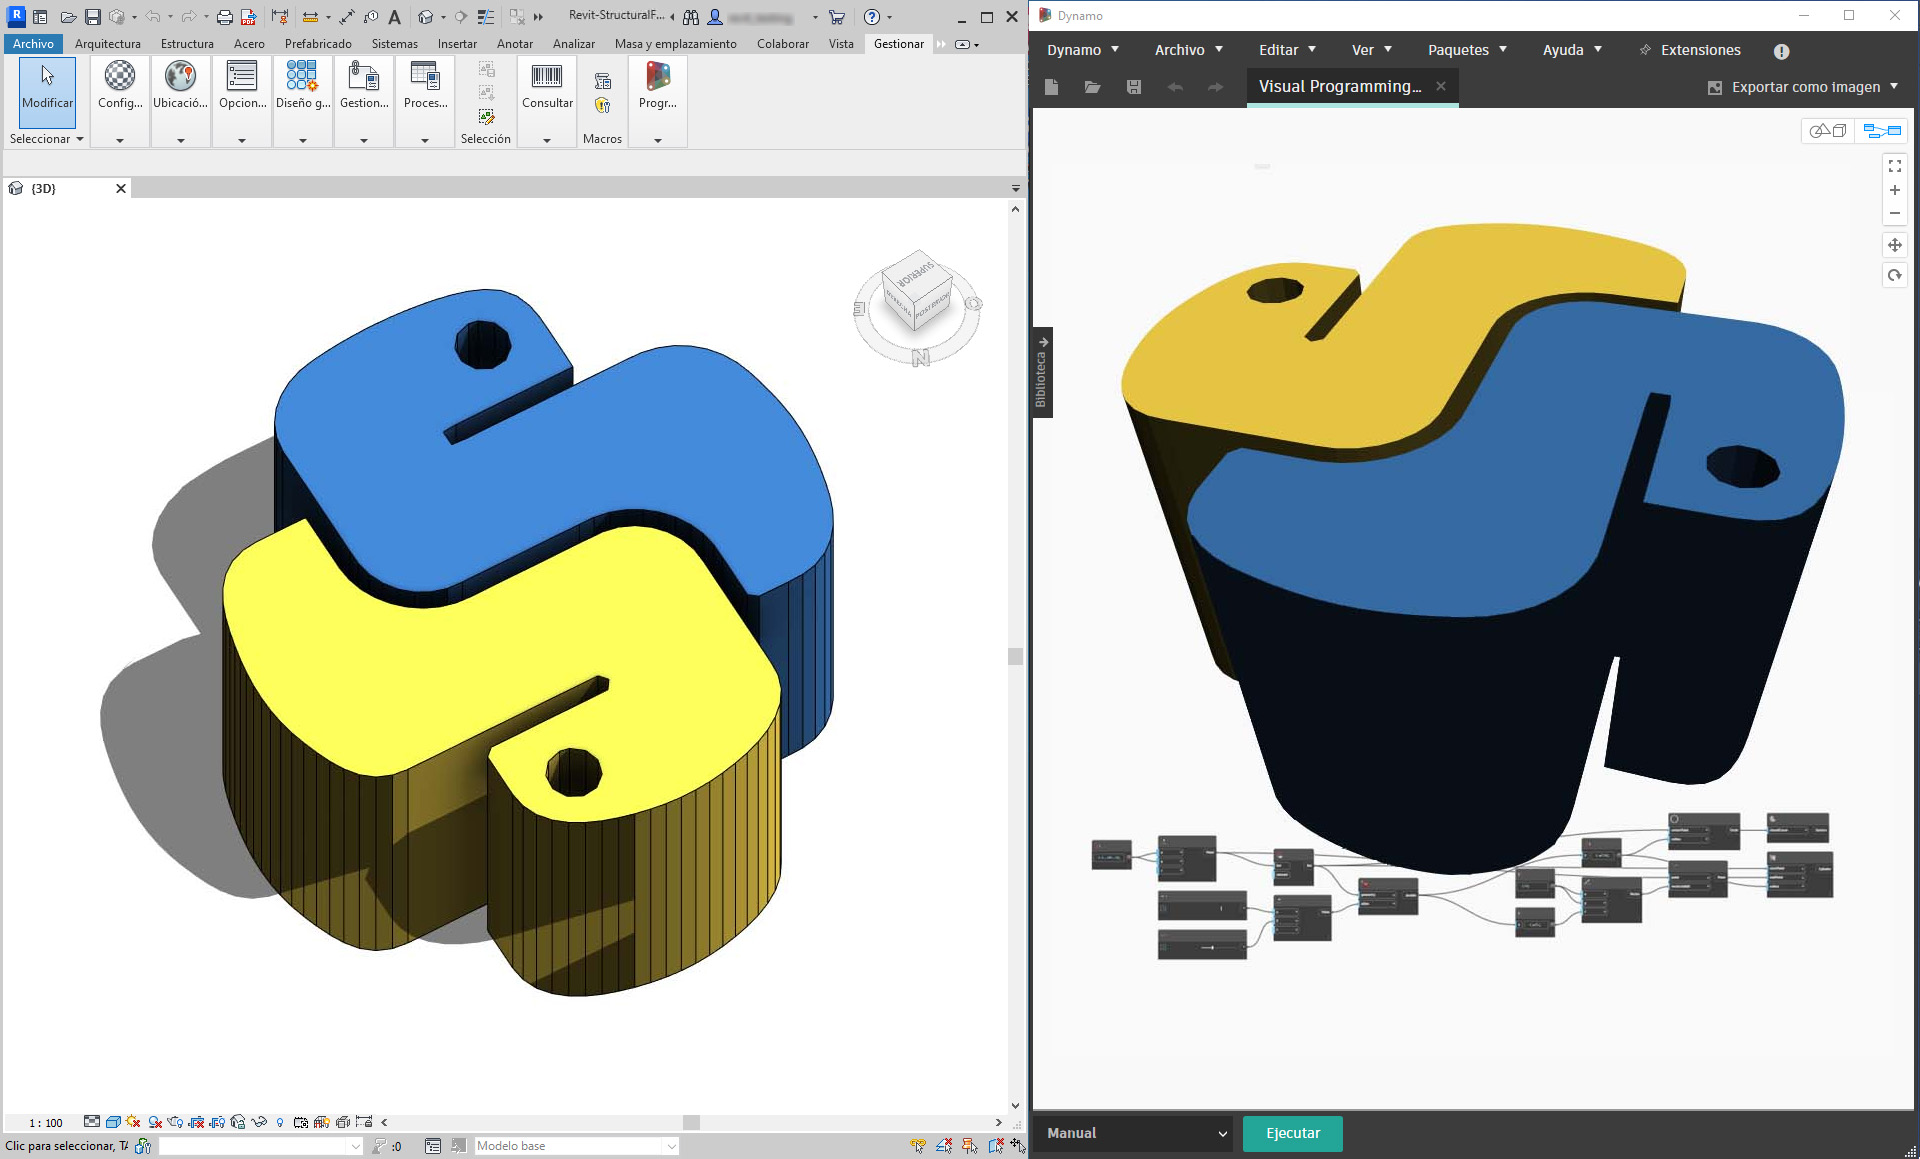 Revit-StructuralF...
Archivo Arquitectura Estructura Acero Prefabricado Sistemas Insertar Anotar Analizar Masa y emplazamiento Colaborar Vista Gestionar
Modificar Config... Ubicació... Opcion... Diseño g... Gestion... Proces... Consultar Progr...
Seleccionar Selección Macros
{3D}
SUPERIOR
POSTERIOR
E
O
N
1 : 100
Clic para seleccionar, TA
:0
Modelo base
Dynamo
Dynamo Archivo Editar Ver Paquetes Ayuda Extensiones
Visual Programming...
Exportar como imagen
Biblioteca
Manual
Ejecutar